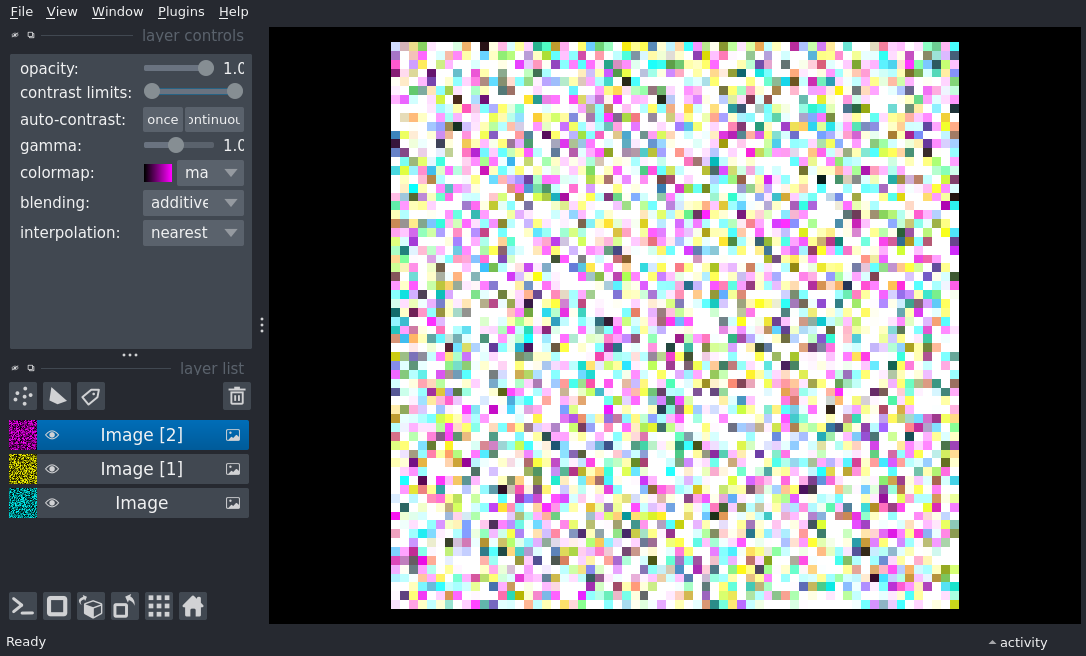 File View Window Plugins Help
layer controls
opacity: 1.0
contrast limits:
auto-contrast: once ontinuou
gamma: 1.0
colormap: ma
blending: additive
interpolation: nearest
layer list
Image [2]
Image [1]
Image
Ready activity